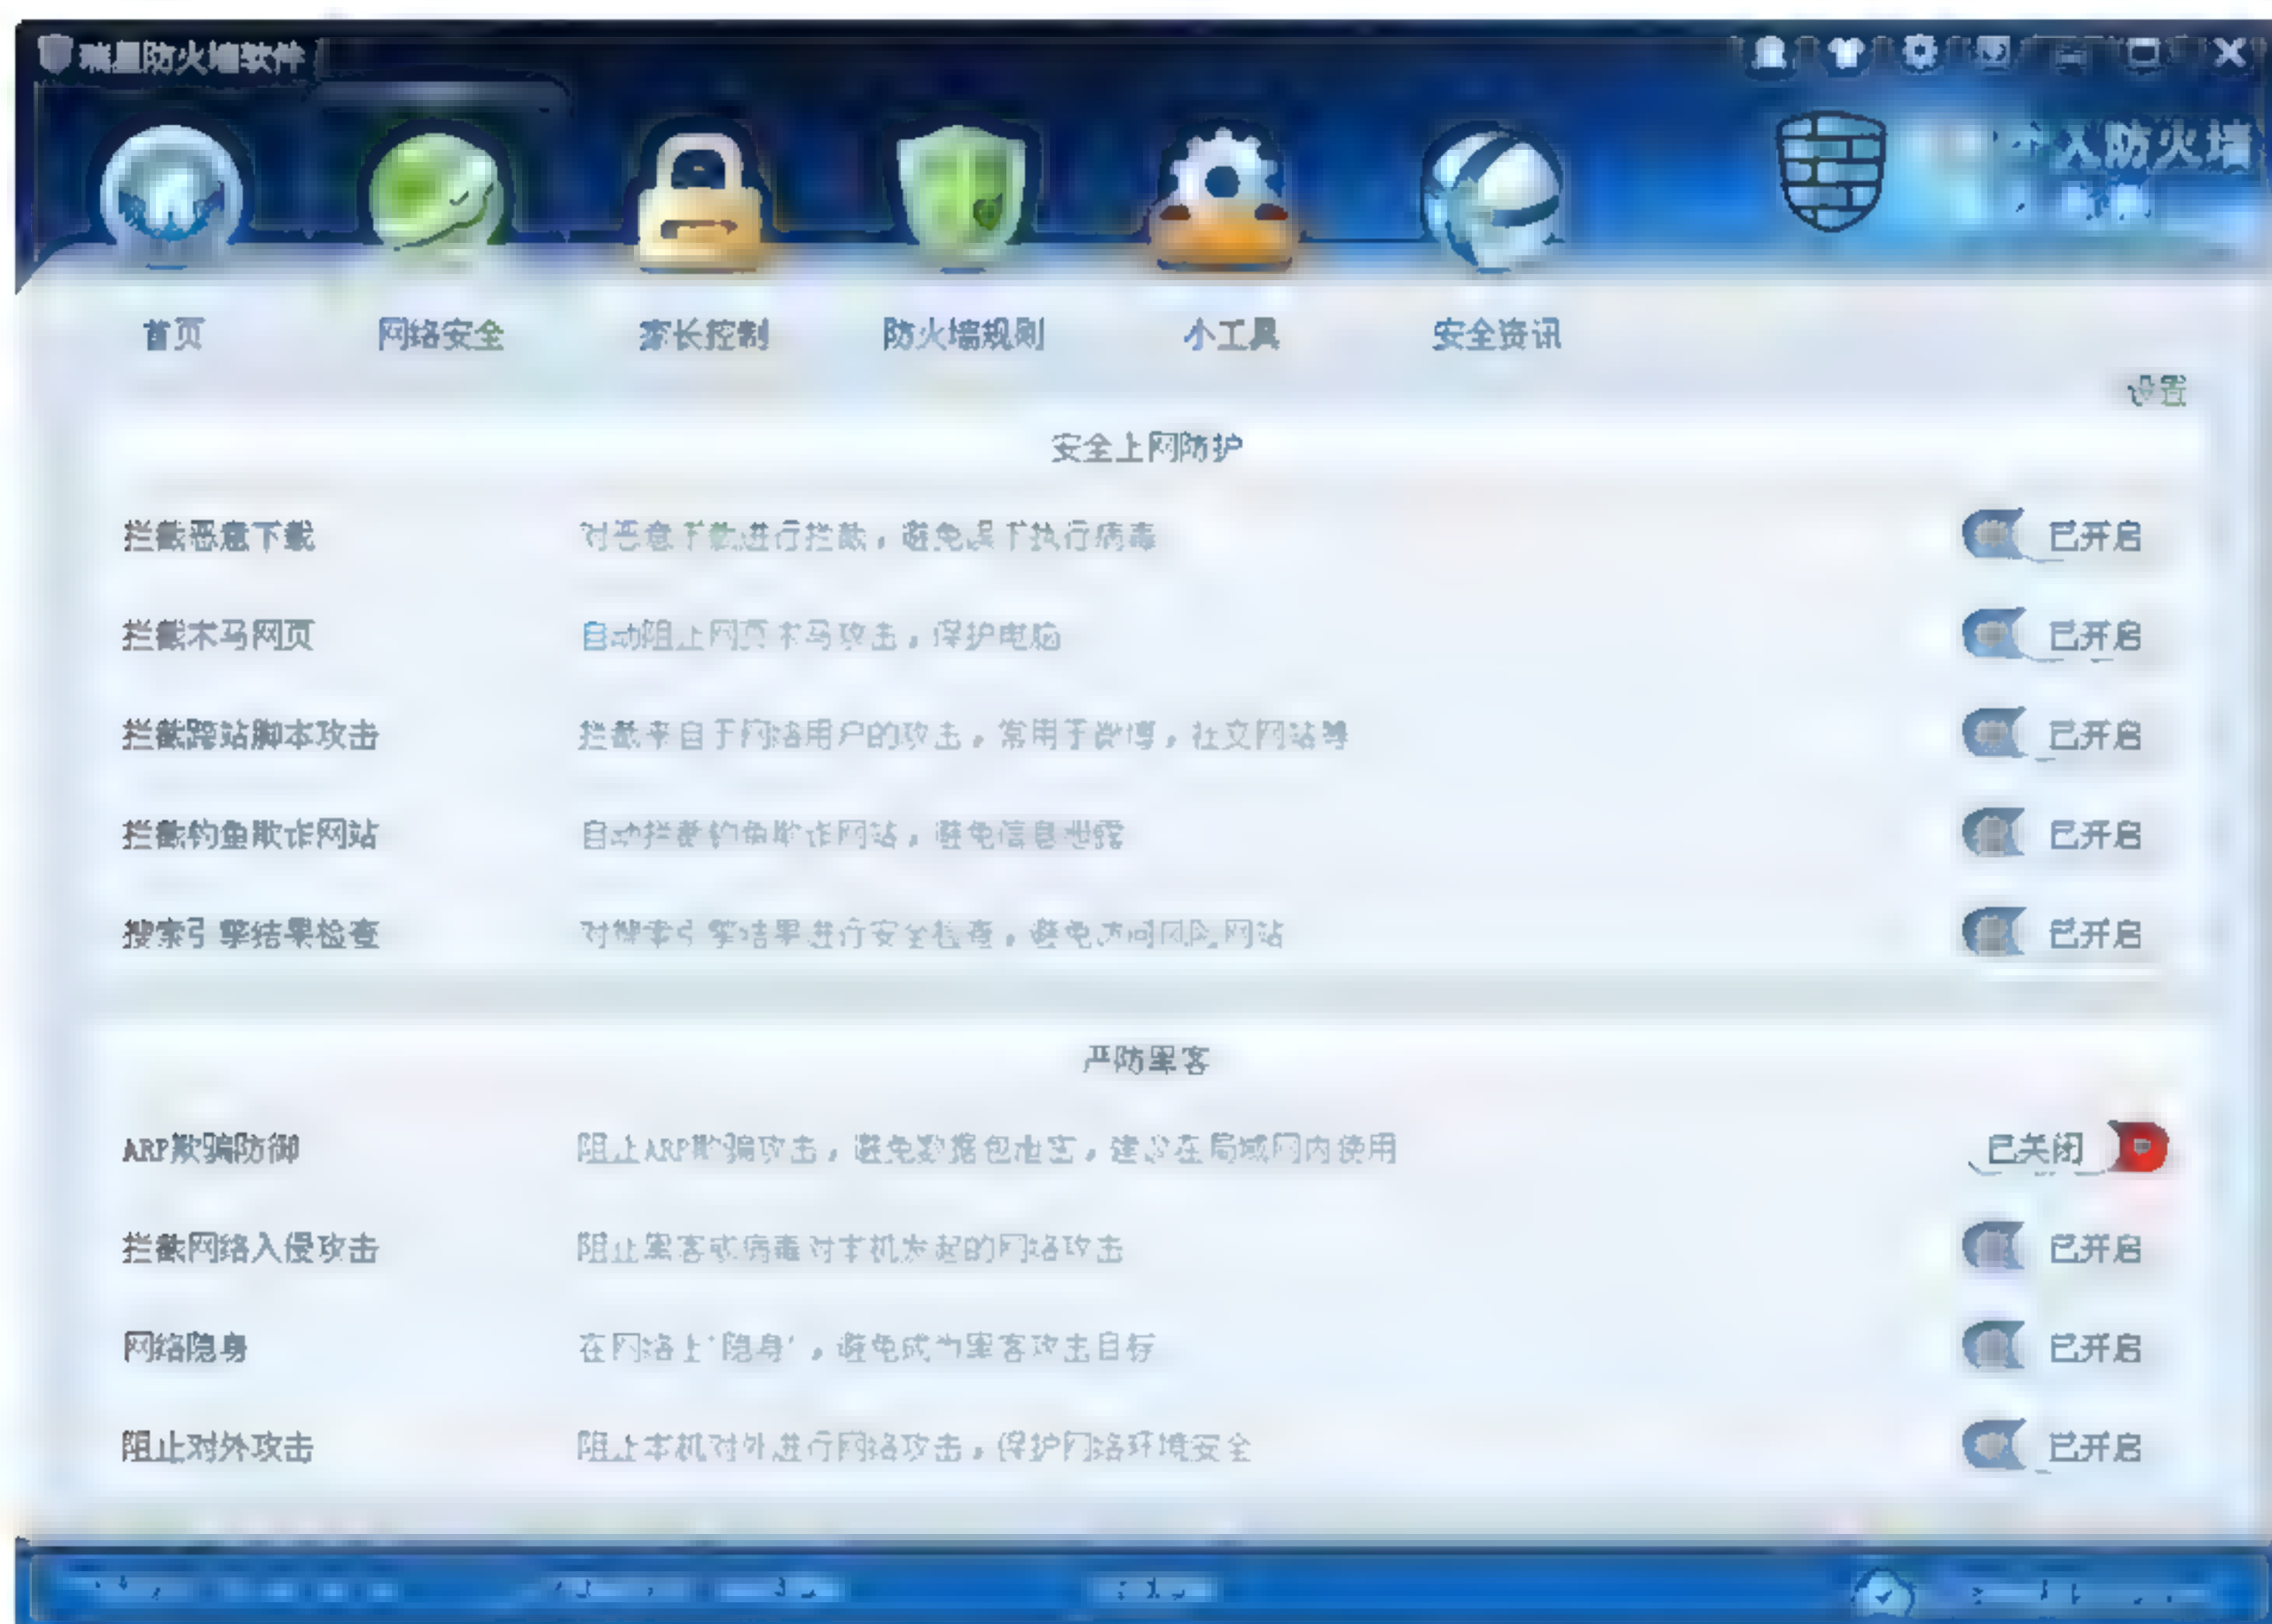 瑞星防火墙软件
人防火墙
首页 网络安全 家长控制 防火墙规则 小工具 安全资讯
设置
安全上网防护
拦截恶意下载 对恶意下载进行拦截，避免误下执行病毒 已开启
拦截木马网页 自动阻止网页木马攻击，保护电脑 已开启
拦截跨站脚本攻击 拦截来自于网络用户的攻击，常用于微博，社交网站等 已开启
拦截钓鱼欺诈网站 自动拦截钓鱼欺诈网站，避免信息泄露 已开启
搜索引擎结果检查 对搜索引擎结果进行安全检查，避免访问风险网站 已开启
严防黑客
ARP欺骗防御 阻止ARP欺骗攻击，避免数据包泄密，建议在局域网内使用 已关闭
拦截网络入侵攻击 阻止黑客或病毒对本机发起的网络攻击 已开启
网络隐身 在网络上"隐身"，避免成为黑客攻击目标 已开启
阻止对外攻击 阻止本机对外进行网络攻击，保护网络环境安全 已开启